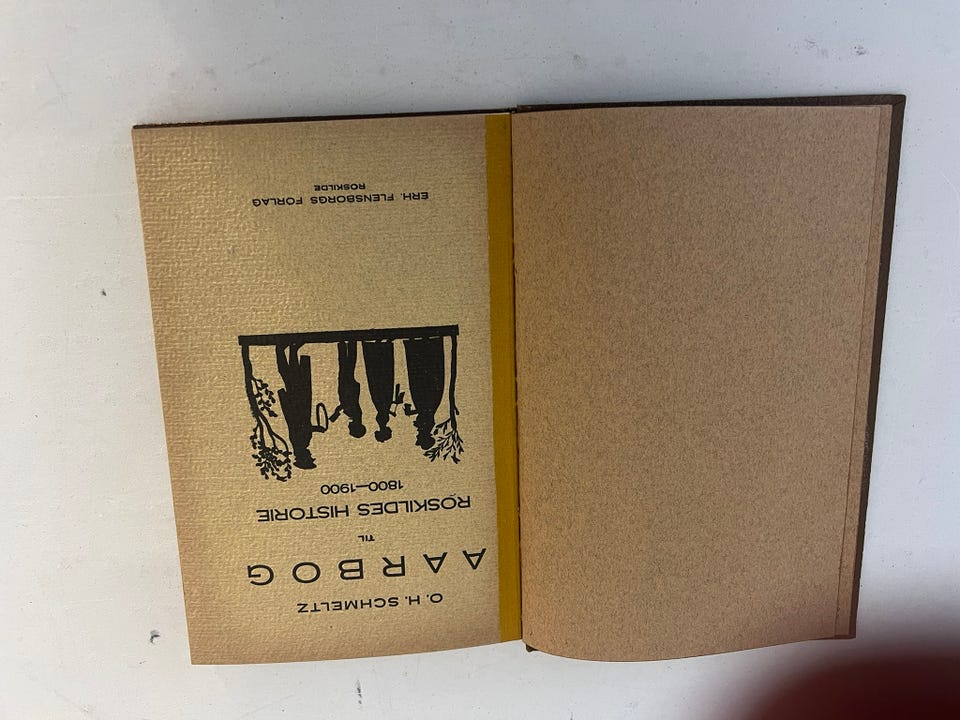 O. H. SCHMELTZ
AARBOG
TIL
ROSKILDES HISTORIE
1800—1900
ERH. FLENSBORGS FORLAG
ROSKILDE